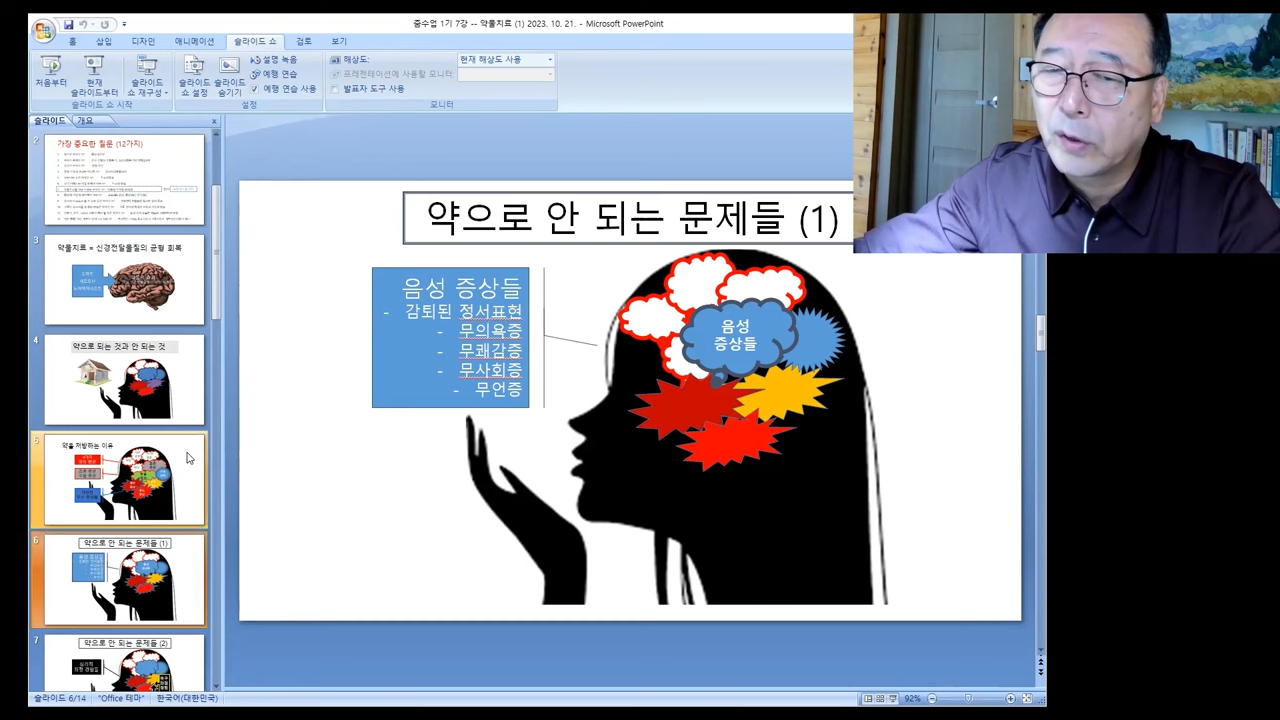 중수업 1기 7강 -- 약물치료 (1) 2023. 10. 21. - Microsoft PowerPoint
홈 삽입 디자인 애니메이션 슬라이드 쇼 검토 보기
처음부터
현재 슬라이드부터
슬라이드 쇼 재구성
슬라이드 쇼 설정
슬라이드 숨기기
설명 녹음
예행 연습
예행 연습 사용
해상도: 현재 해상도 사용
프레젠테이션에 사용할 모니터:
발표자 도구 사용
슬라이드 쇼 시작 설정 모니터
슬라이드 개요
2
가장 중요한 질문 (12가지)
3
약물치료 = 신경전달물질의 균형 회복
4
약으로 되는 것과 안 되는 것
6
약을 처방하는 이유
6
약으로 안 되는 문제들 (1)
7
약으로 안 되는 문제들 (2)
약으로 안 되는 문제들 (1)
음성 증상들
- 감퇴된 정서표현
- 무의욕증
- 무쾌감증
- 무사회증
- 무언증
음성
증상들
슬라이드 6/14 "Office 테마" 한국어(대한민국) 92%